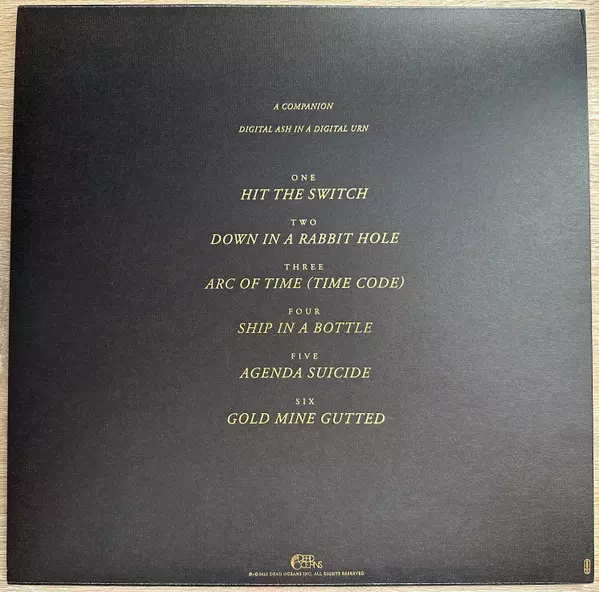 A COMPANION
DIGITAL ASH IN A DIGITAL URN
ONE
HIT THE SWITCH
TWO
DOWN IN A RABBIT HOLE
THREE
ARC OF TIME (TIME CODE)
FOUR
SHIP IN A BOTTLE
FIVE
AGENDA SUICIDE
SIX
GOLD MINE GUTTED
DEAD
OCEANS
DEAD OCEANS INC. ALL RIGHTS RESERVED